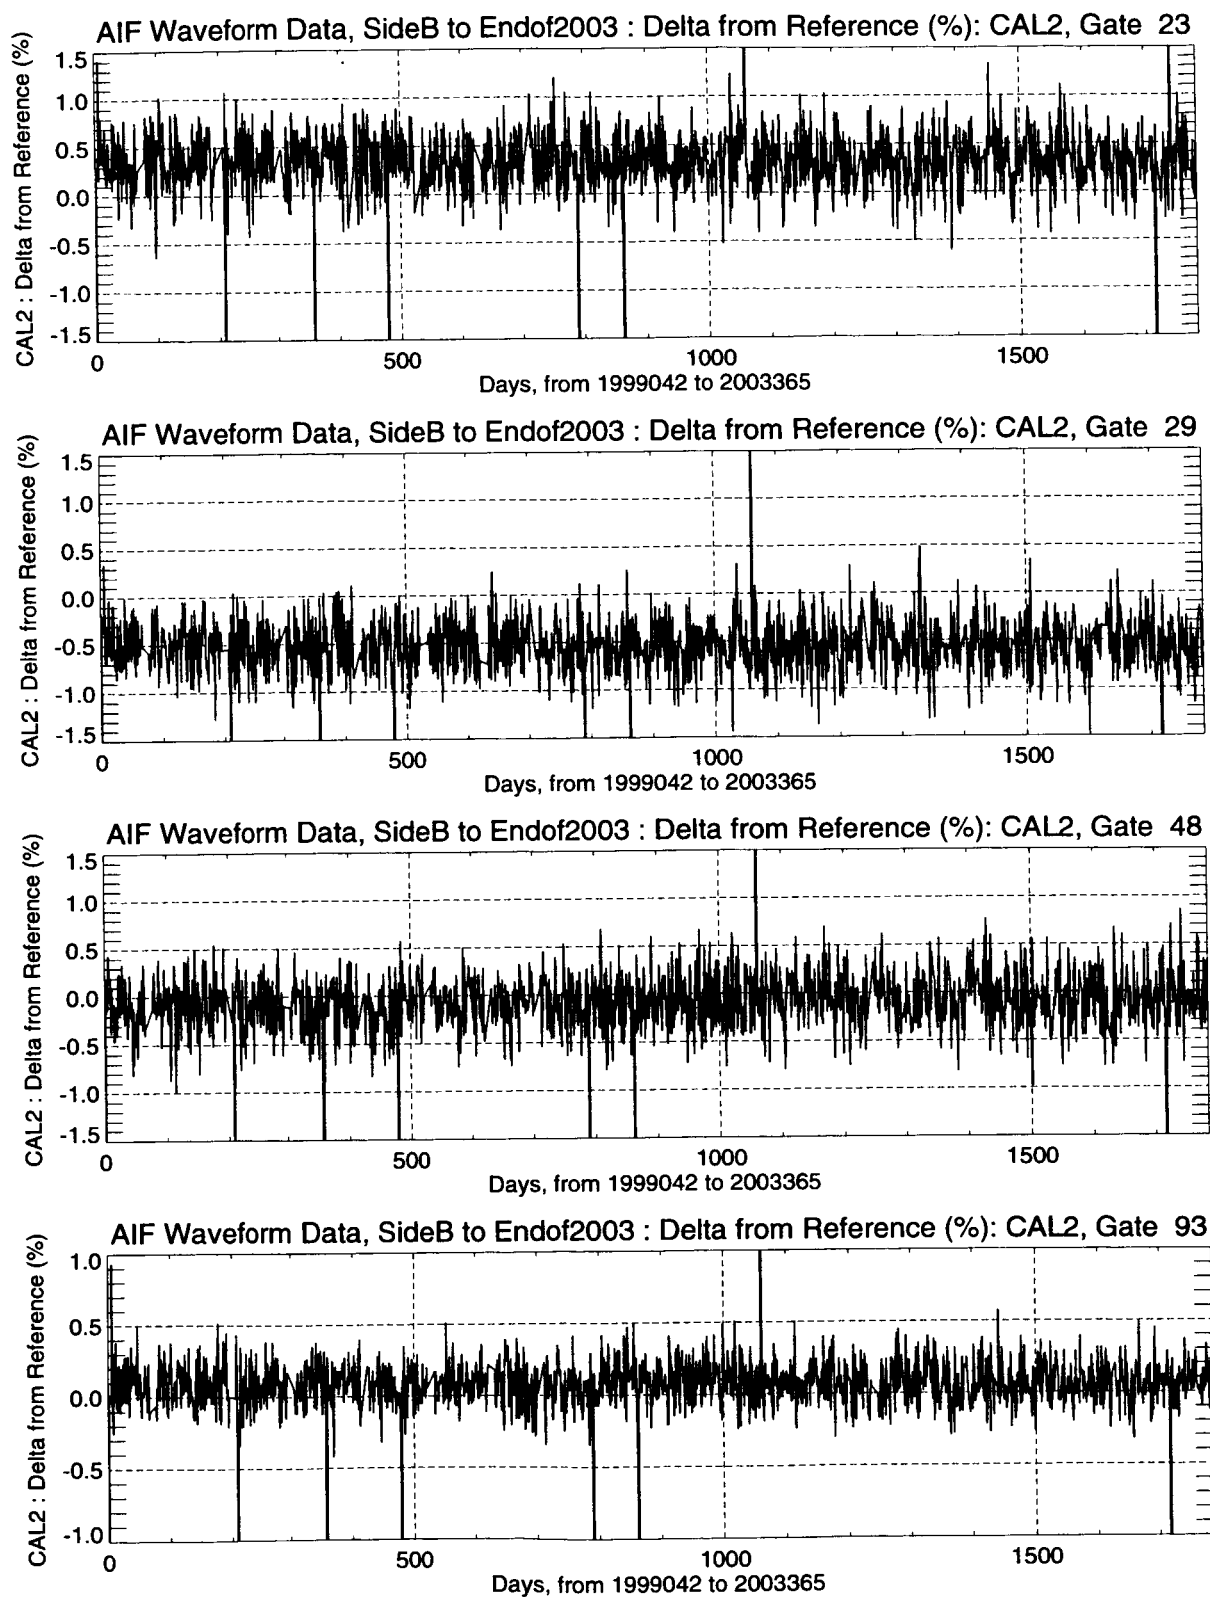 AIF Waveform Data, SideB to Endof2003 : Delta from Reference (%): CAL2, Gate 23
CAL2 : Delta from Reference (%)
1.5
1.0
0.5
0.0
-0.5
-1.0
-1.5
0 500 1000 1500
Days, from 1999042 to 2003365
AIF Waveform Data, SideB to Endof2003 : Delta from Reference (%): CAL2, Gate 29
CAL2 : Delta from Reference (%)
1.5
1.0
0.5
0.0
-0.5
-1.0
-1.5
0 500 1000 1500
Days, from 1999042 to 2003365
AIF Waveform Data, SideB to Endof2003 : Delta from Reference (%): CAL2, Gate 48
CAL2 : Delta from Reference (%)
1.5
1.0
0.5
0.0
-0.5
-1.0
-1.5
0 500 1000 1500
Days, from 1999042 to 2003365
AIF Waveform Data, SideB to Endof2003 : Delta from Reference (%): CAL2, Gate 93
CAL2 : Delta from Reference (%)
1.0
0.5
0.0
-0.5
-1.0
0 500 1000 1500
Days, from 1999042 to 2003365